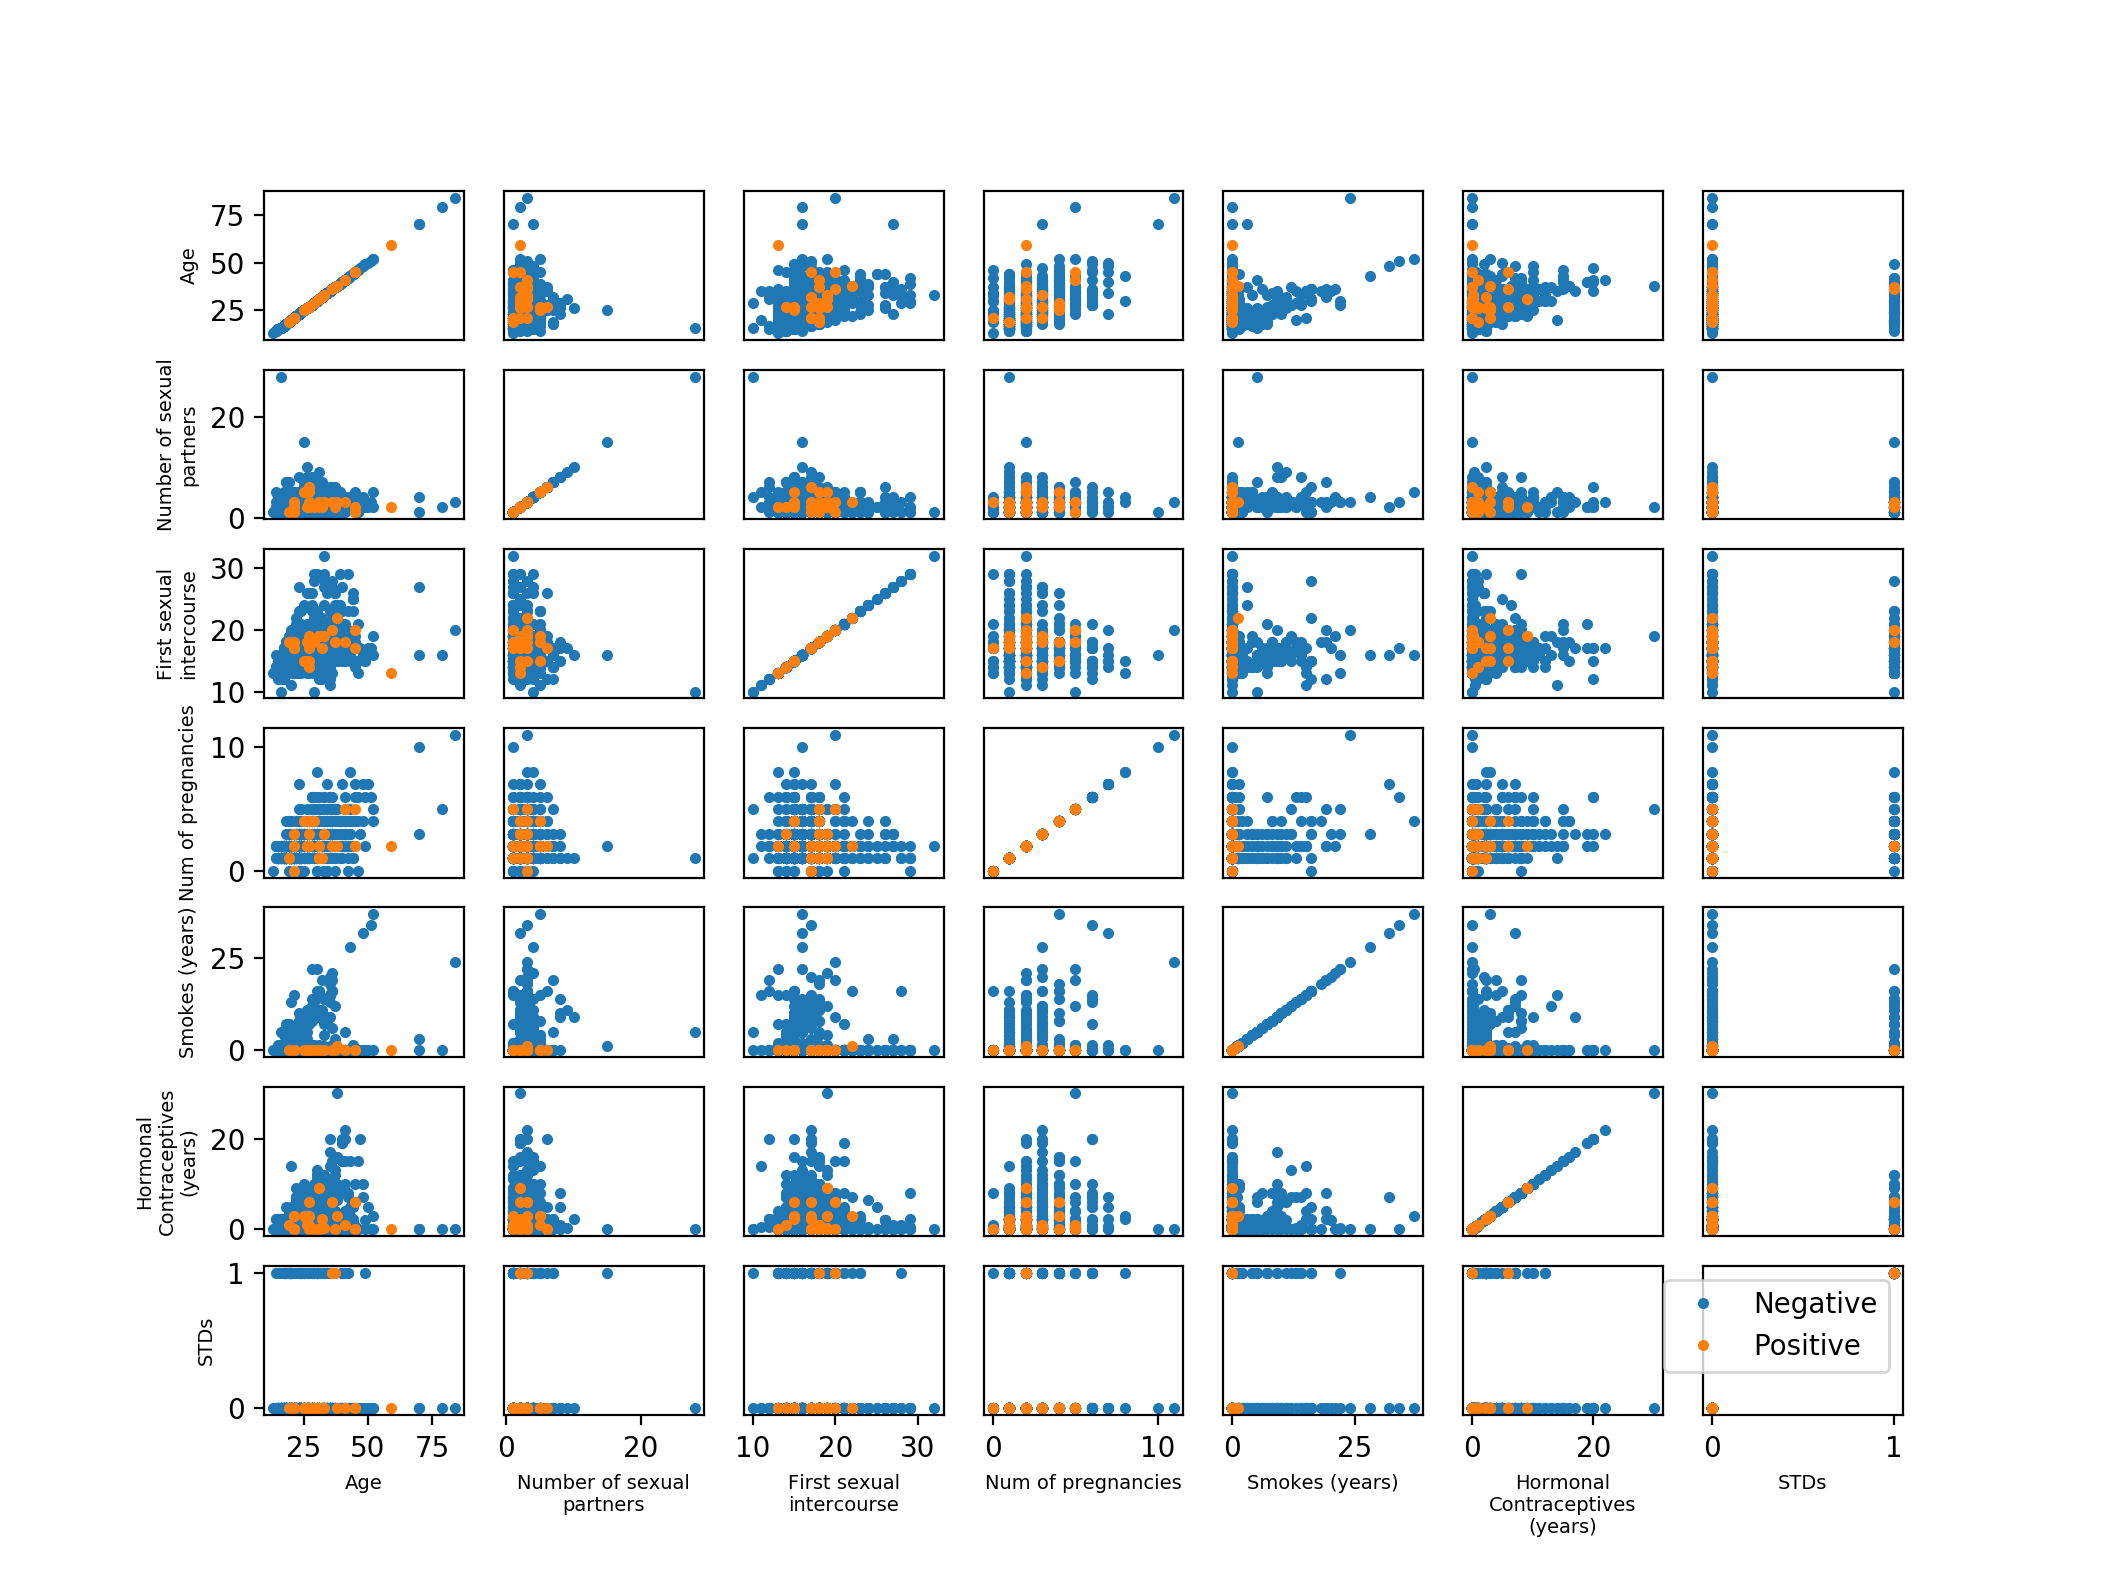 75
50
25
Age
20
0
Number of sexual
partners
30
20
10
First sexual
intercourse
10
0
Num of pregnancies
25
0
Smokes (years)
20
0
Hormonal
Contraceptives
(years)
1
0
STDs
Negative
Positive
25 50 75
0 20
10 20 30
0 10
0 25
0 20
0 1
Age
Number of sexual
partners
First sexual
intercourse
Num of pregnancies
Smokes (years)
Hormonal
Contraceptives
(years)
STDs